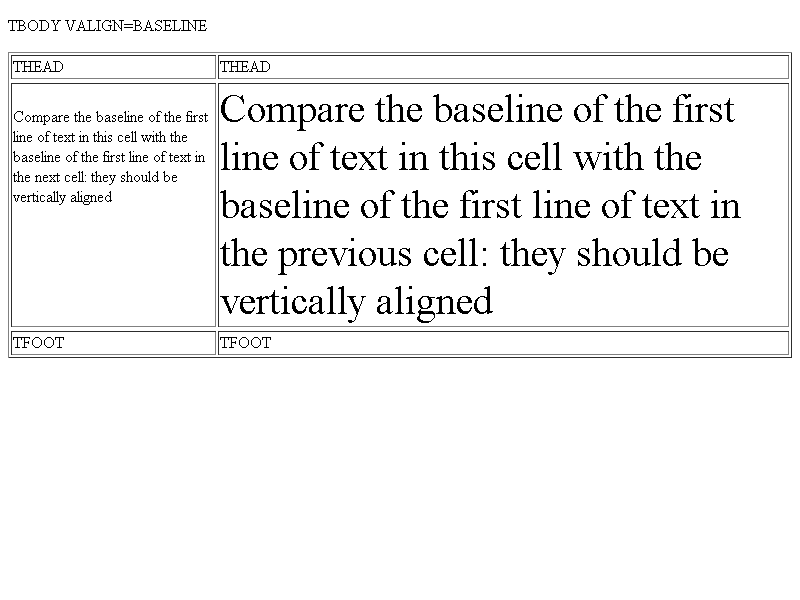 TBODY VALIGN=BASELINE
THEAD
THEAD
Compare the baseline of the first
line of text in this cell with the
baseline of the first line of text in
the next cell: they should be
vertically aligned
Compare the baseline of the first
line of text in this cell with the
baseline of the first line of text in
the previous cell: they should be
vertically aligned
TFOOT
TFOOT